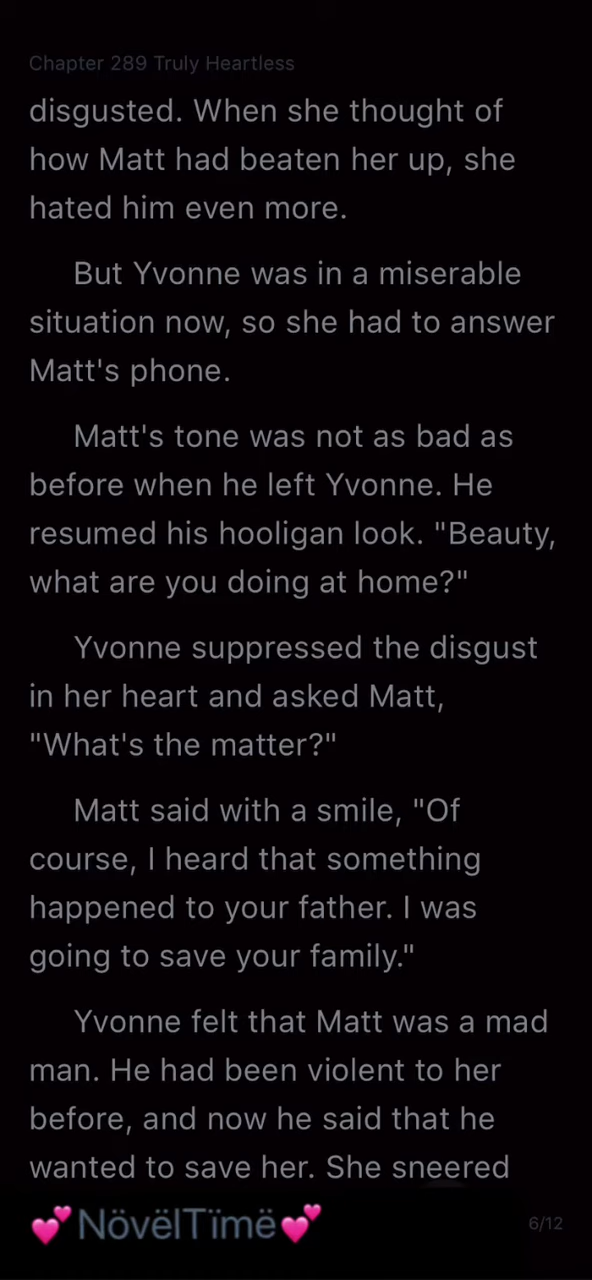 Chapter 289 Truly Heartless
disgusted. When she thought of
how Matt had beaten her up, she
hated him even more.
But Yvonne was in a miserable
situation now, so she had to answer
Matt's phone.
Matt's tone was not as bad as
before when he left Yvonne. He
resumed his hooligan look. "Beauty,
what are you doing at home?"
Yvonne suppressed the disgust
in her heart and asked Matt,
"What's the matter?"
Matt said with a smile, "Of
course, I heard that something
happened to your father. I was
going to save your family."
Yvonne felt that Matt was a mad
man. He had been violent to her
before, and now he said that he
wanted to save her. She sneered
💕NövëlTïmë💕
6/12